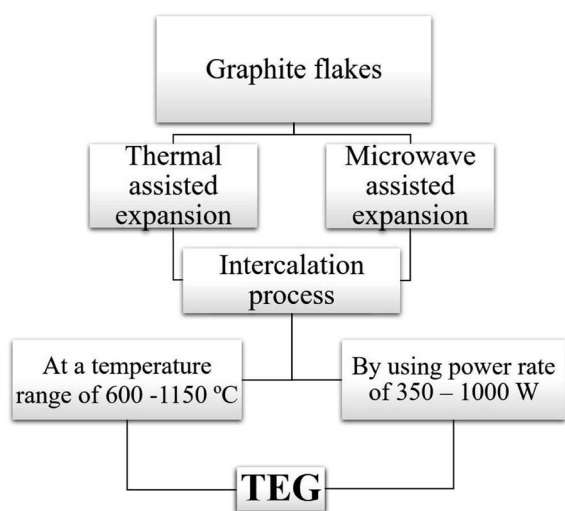 Graphite flakes
Thermal
assisted
expansion
Microwave
assisted
expansion
Intercalation
process
At a temperature
range of 600 -1150 ºC
By using power rate
of 350 – 1000 W
TEG